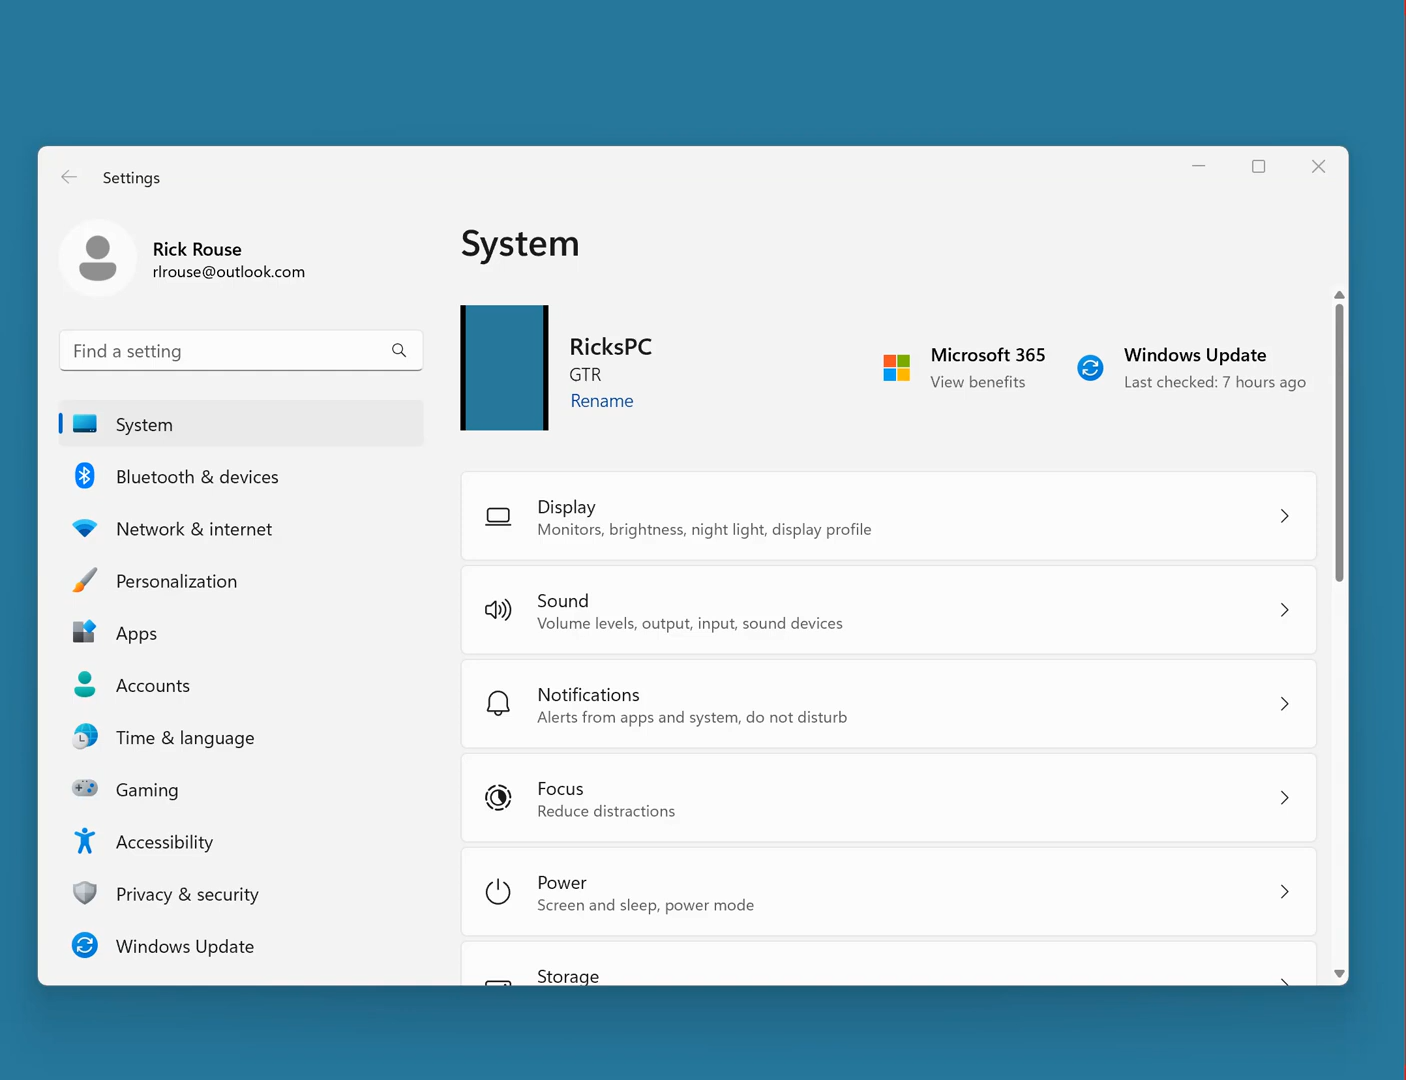 Settings
Rick Rouse
rlrouse@outlook.com
Find a setting
System
Bluetooth & devices
Network & internet
Personalization
Apps
Accounts
Time & language
Gaming
Accessibility
Privacy & security
Windows Update
System
RicksPC
GTR
Rename
Microsoft 365
View benefits
Windows Update
Last checked: 7 hours ago
Display
Monitors, brightness, night light, display profile
Sound
Volume levels, output, input, sound devices
Notifications
Alerts from apps and system, do not disturb
Focus
Reduce distractions
Power
Screen and sleep, power mode
Storage